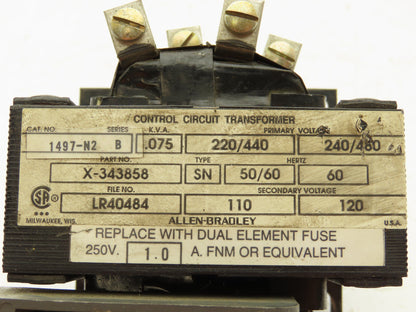 CONTROL CIRCUIT TRANSFORMER
CAT NO. SERIES K.V.A. PRIMARY VOLTAGE
1497-N2 B .075 220/440 240/480
PART NO. TYPE HERTZ
X-343858 SN 50/60 60
FILE NO. SECONDARY VOLTAGE
LR40484 110 120
MILWAUKEE, WIS. ALLEN-BRADLEY U.S.A.
REPLACE WITH DUAL ELEMENT FUSE
250V. 1.0 A. FNM OR EQUIVALENT